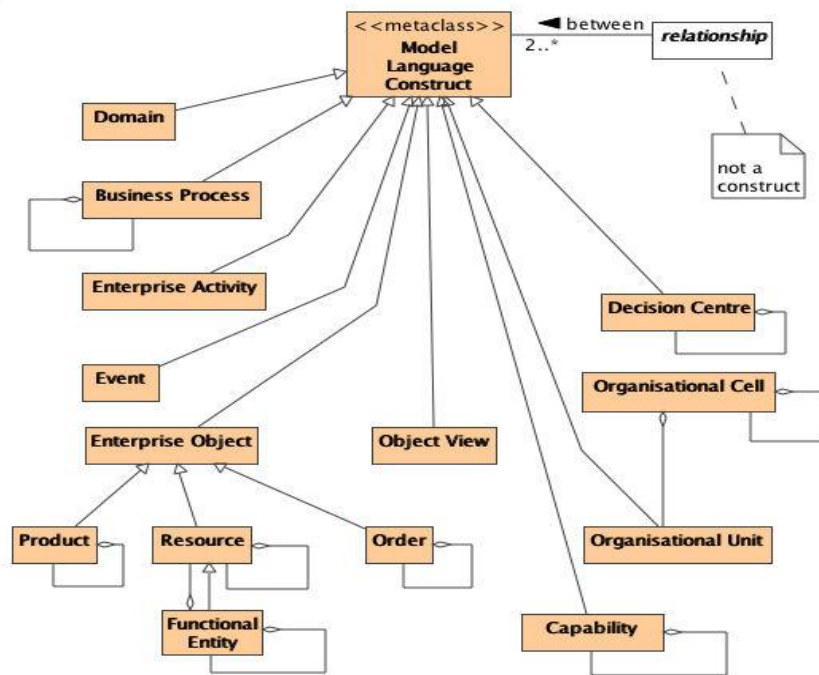 <<metaclass>>
Model
Language
Construct
between
2..*
relationship
not a
construct
Domain
Business Process
Enterprise Activity
Decision Centre
Event
Organisational Cell
Enterprise Object
Object View
Product
Resource
Order
Organisational Unit
Functional
Entity
Capability